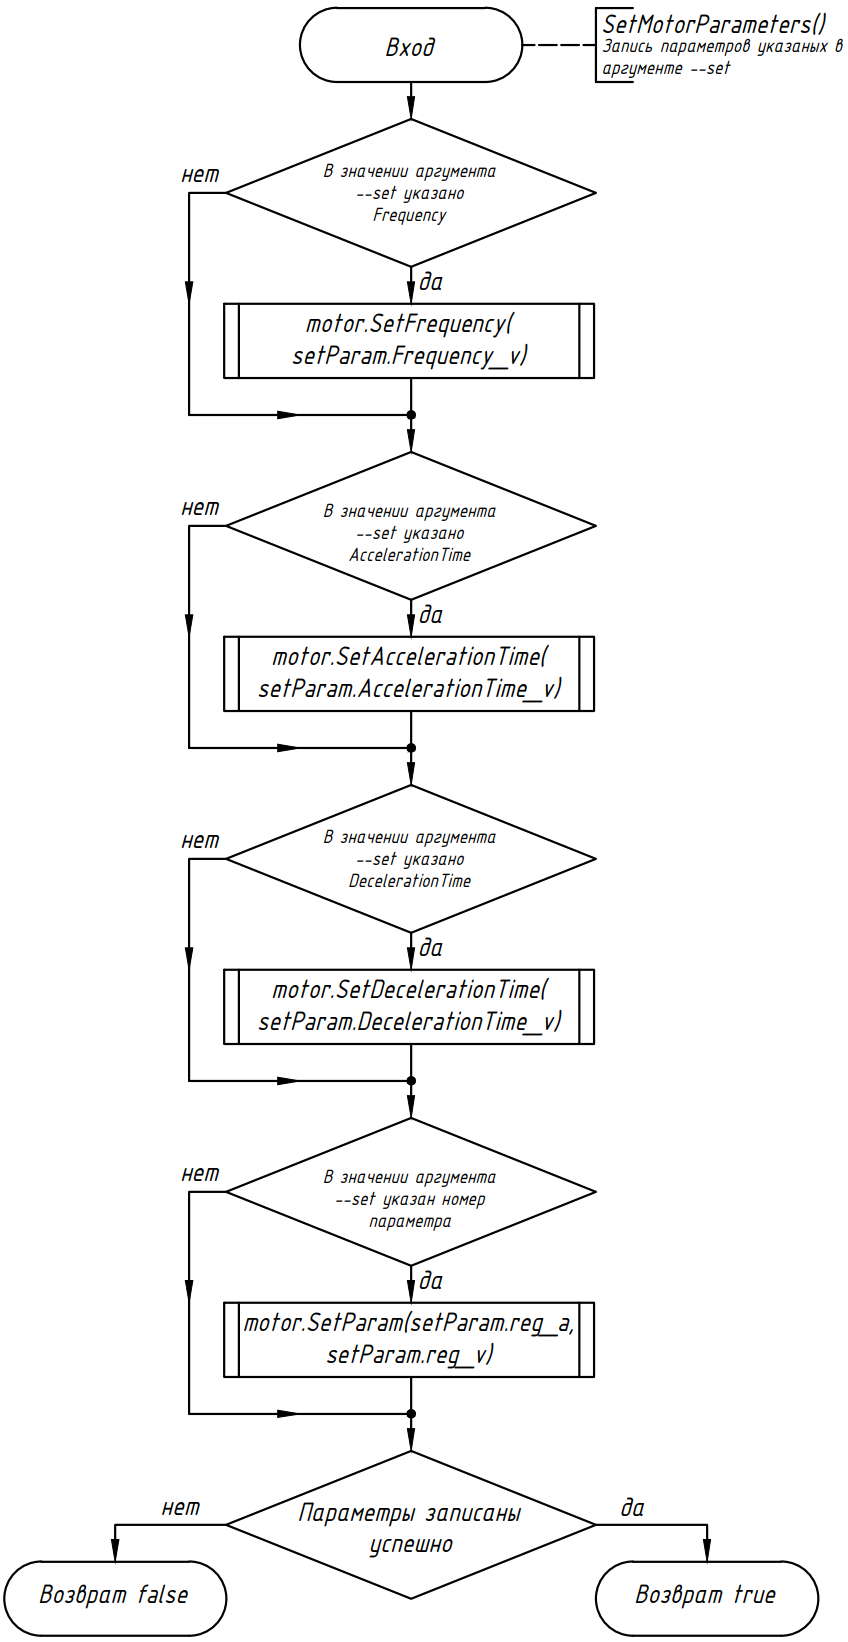 Вход
SetMotorParameters()
Запись параметров указаных в
аргументе --set
нет
В значении аргумента
--set указано
Frequency
да
motor.SetFrequency(
setParam.Frequency_v)
нет
В значении аргумента
--set указано
AccelerationTime
да
motor.SetAccelerationTime(
setParam.AccelerationTime_v)
нет
В значении аргумента
--set указано
DecelerationTime
да
motor.SetDecelerationTime(
setParam.DecelerationTime_v)
нет
В значении аргумента
--set указан номер
параметра
да
motor.SetParam(setParam.reg_a,
setParam.reg_v)
нет
Параметры записаны
успешно
да
Возврат false
Возврат true